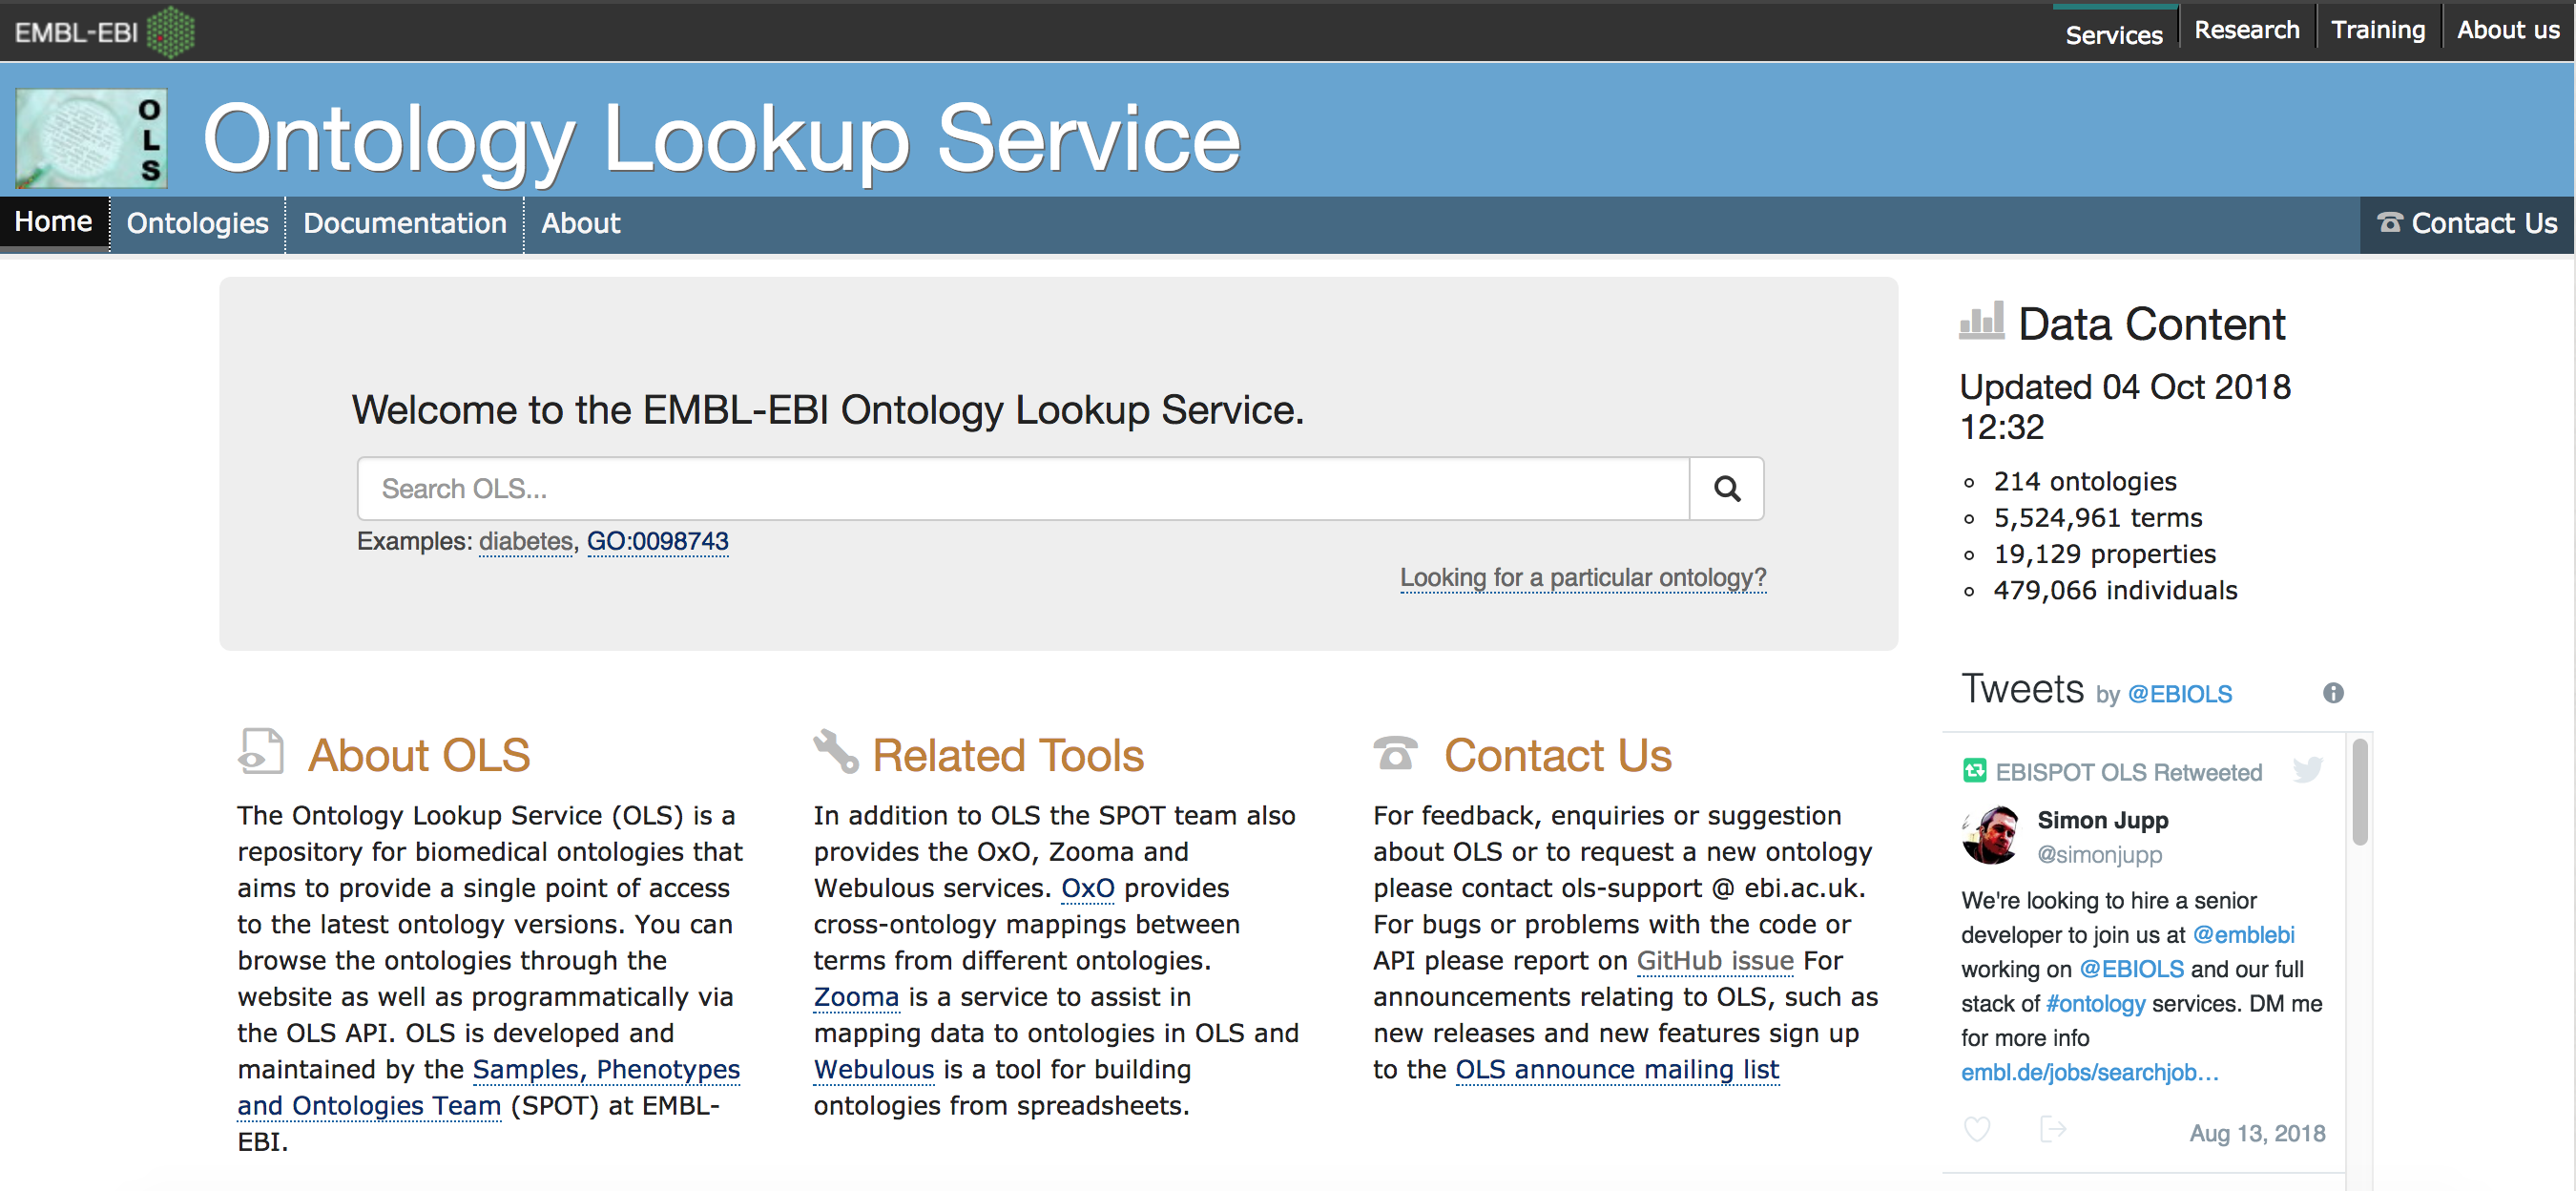 EMBL-EBI
Services
Research
Training
About us
OLS
Ontology Lookup Service
Home
Ontologies
Documentation
About
Contact Us
Welcome to the EMBL-EBI Ontology Lookup Service.
Search OLS...
Examples: diabetes, GO:0098743
Looking for a particular ontology?
About OLS
The Ontology Lookup Service (OLS) is a
repository for biomedical ontologies that
aims to provide a single point of access
to the latest ontology versions. You can
browse the ontologies through the
website as well as programmatically via
the OLS API. OLS is developed and
maintained by the Samples, Phenotypes
and Ontologies Team (SPOT) at EMBL-
EBI.
Related Tools
In addition to OLS the SPOT team also
provides the OxO, Zooma and
Webulous services. OxO provides
cross-ontology mappings between
terms from different ontologies.
Zooma is a service to assist in
mapping data to ontologies in OLS and
Webulous is a tool for building
ontologies from spreadsheets.
Contact Us
For feedback, enquiries or suggestion
about OLS or to request a new ontology
please contact ols-support @ ebi.ac.uk.
For bugs or problems with the code or
API please report on GitHub issue For
announcements relating to OLS, such as
new releases and new features sign up
to the OLS announce mailing list
Data Content
Updated 04 Oct 2018
12:32
214 ontologies
5,524,961 terms
19,129 properties
479,066 individuals
Tweets by @EBIOLS
EBISPOT OLS Retweeted
Simon Jupp
@simonjupp
We're looking to hire a senior
developer to join us at @emblebi
working on @EBIOLS and our full
stack of #ontology services. DM me
for more info
embl.de/jobs/searchjob…
Aug 13, 2018